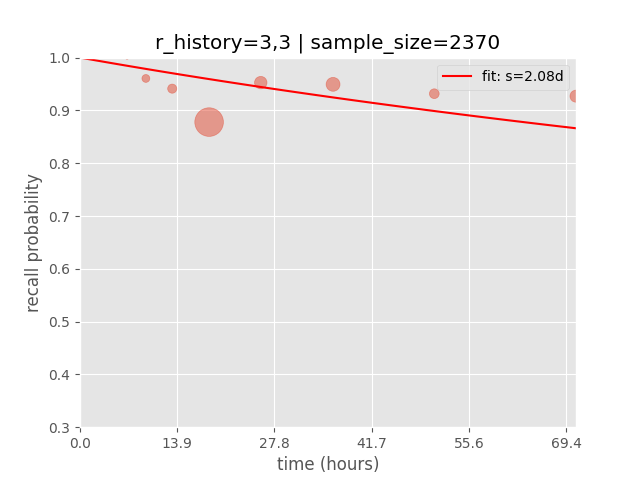 r_history=3,3 | sample_size=2370
fit: s=2.08d
recall probability
1.0
0.9
0.8
0.7
0.6
0.5
0.4
0.3
0.0 13.9 27.8 41.7 55.6 69.4
time (hours)